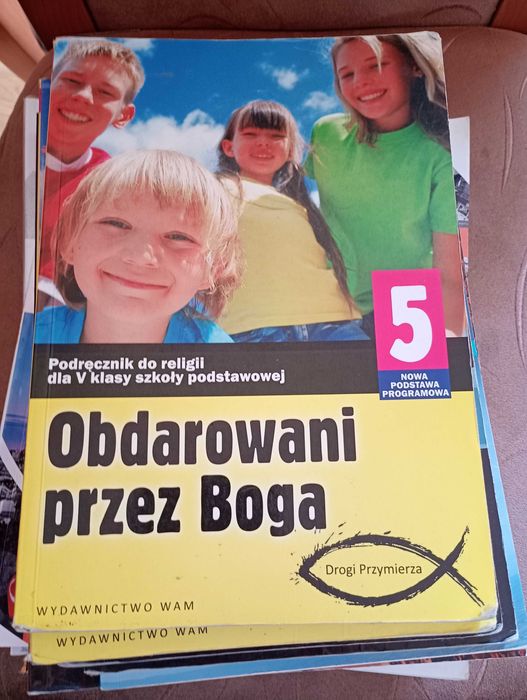 Podręcznik do religii
dla V klasy szkoły podstawowej
5
NOWA
PODSTAWA
PROGRAMOWA
Obdarowani
przez Boga
Drogi Przymierza
WYDAWNICTWO WAM
WYDAWNICTWO WAM